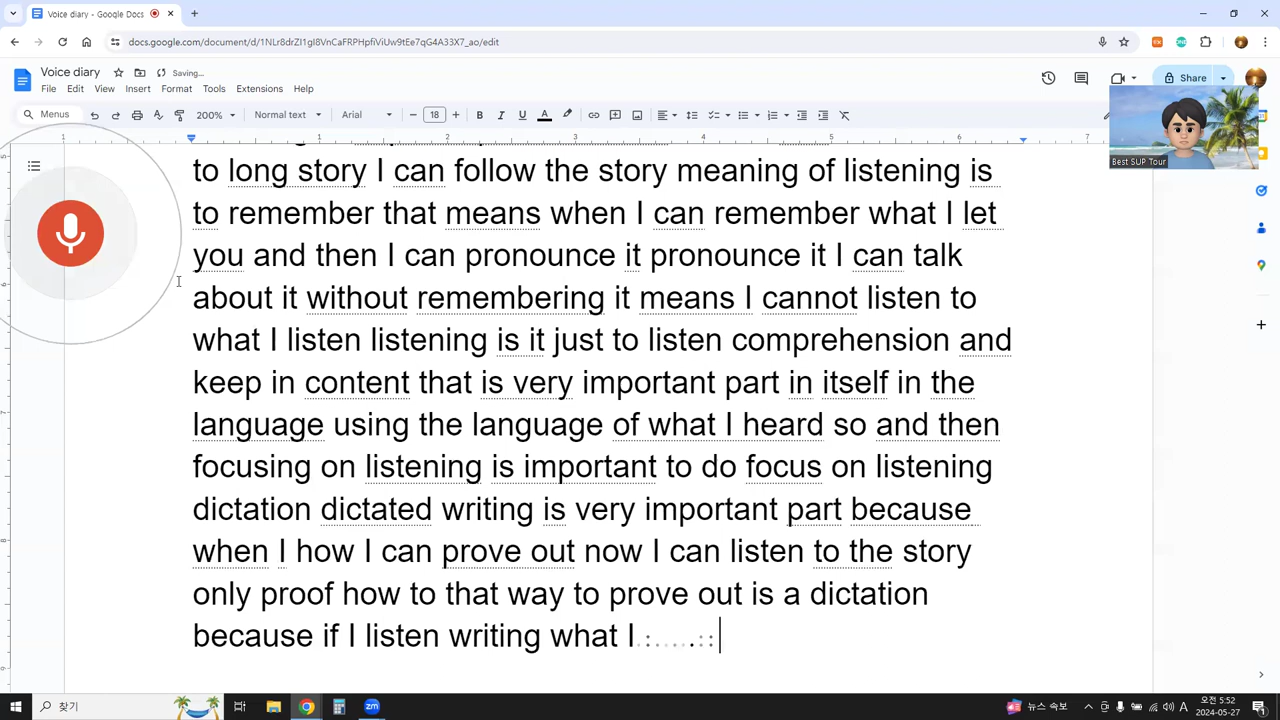 Voice diary - Google Docs
docs.google.com/document/d/1NLr8drZI1gI8VnCaFRPHpfiViUw9tEe7qG4A33X7_ao/edit
Voice diary Saving...
Share
File Edit View Insert Format Tools Extensions Help
Menus 200% Normal text Arial 18
1 1 2 3 4 5 6 7
Best SUP Tour
to long story I can follow the story meaning of listening is
to remember that means when I can remember what I let
you and then I can pronounce it pronounce it I can talk
about it without remembering it means I cannot listen to
what I listen listening is it just to listen comprehension and
keep in content that is very important part in itself in the
language using the language of what I heard so and then
focusing on listening is important to do focus on listening
dictation dictated writing is very important part because
when I how I can prove out now I can listen to the story
only proof how to that way to prove out is a dictation
because if I listen writing what I
찾기
뉴스 속보
A
오전 5:52
2024-05-27